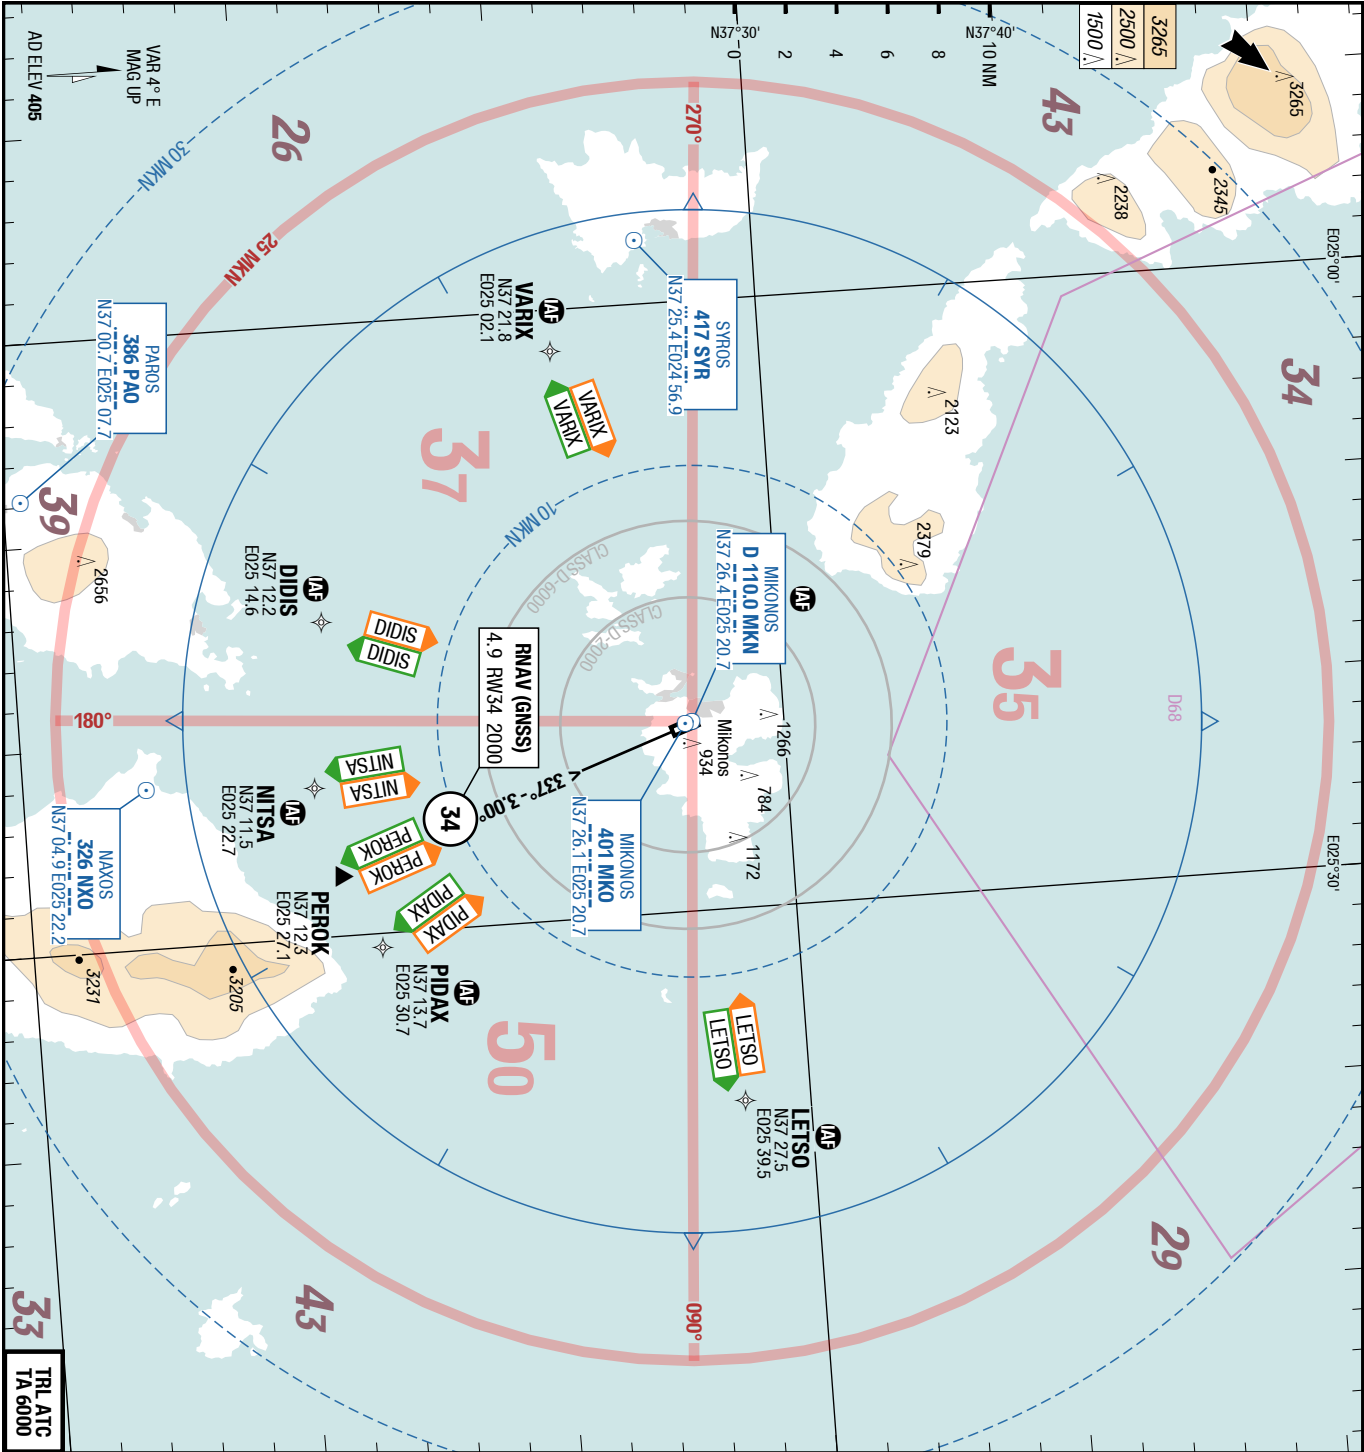 3265
2500
1500
N37°30'
N37°40'
0
2
4
6
8
10 NM
VAR 4° E
MAG UP
AD ELEV 405
3265
2345
2238
43
26
30 MKN
25 MKN
270°
E025°00'
34
2123
2379
SYROS
417 SYR
N37 25.4 E024 56.9
IAF
VARIX
N37 21.8
E025 02.1
VARIX
VARIX
PAROS
386 PAO
N37 00.7 E025 07.7
37
39
2656
10 MKN
CLASS D-6000
CLASS D-2000
IAF
MIKONOS
D 110.0 MKN
N37 26.4 E025 20.7
IAF
DIDIS
N37 12.2
E025 14.6
DIDIS
DIDIS
RNAV (GNSS)
4.9 RW34 2000
35
D68
180°
Mikonos
1266
934
784
1172
< 337° - 3.00°
34
NITSA
NITSA
IAF
NITSA
N37 11.5
E025 22.7
PEROK
PEROK
PEROK
N37 12.3
E025 27.1
PIDAX
PIDAX
IAF
PIDAX
N37 13.7
E025 30.7
MIKONOS
401 MKO
N37 26.1 E025 20.7
E025°30'
NAXOS
326 NXO
N37 04.9 E025 22.2
3231
3205
50
LETSO
LETSO
IAF
LETSO
N37 27.5
E025 39.5
29
090°
43
33
TRL ATC
TA 6000